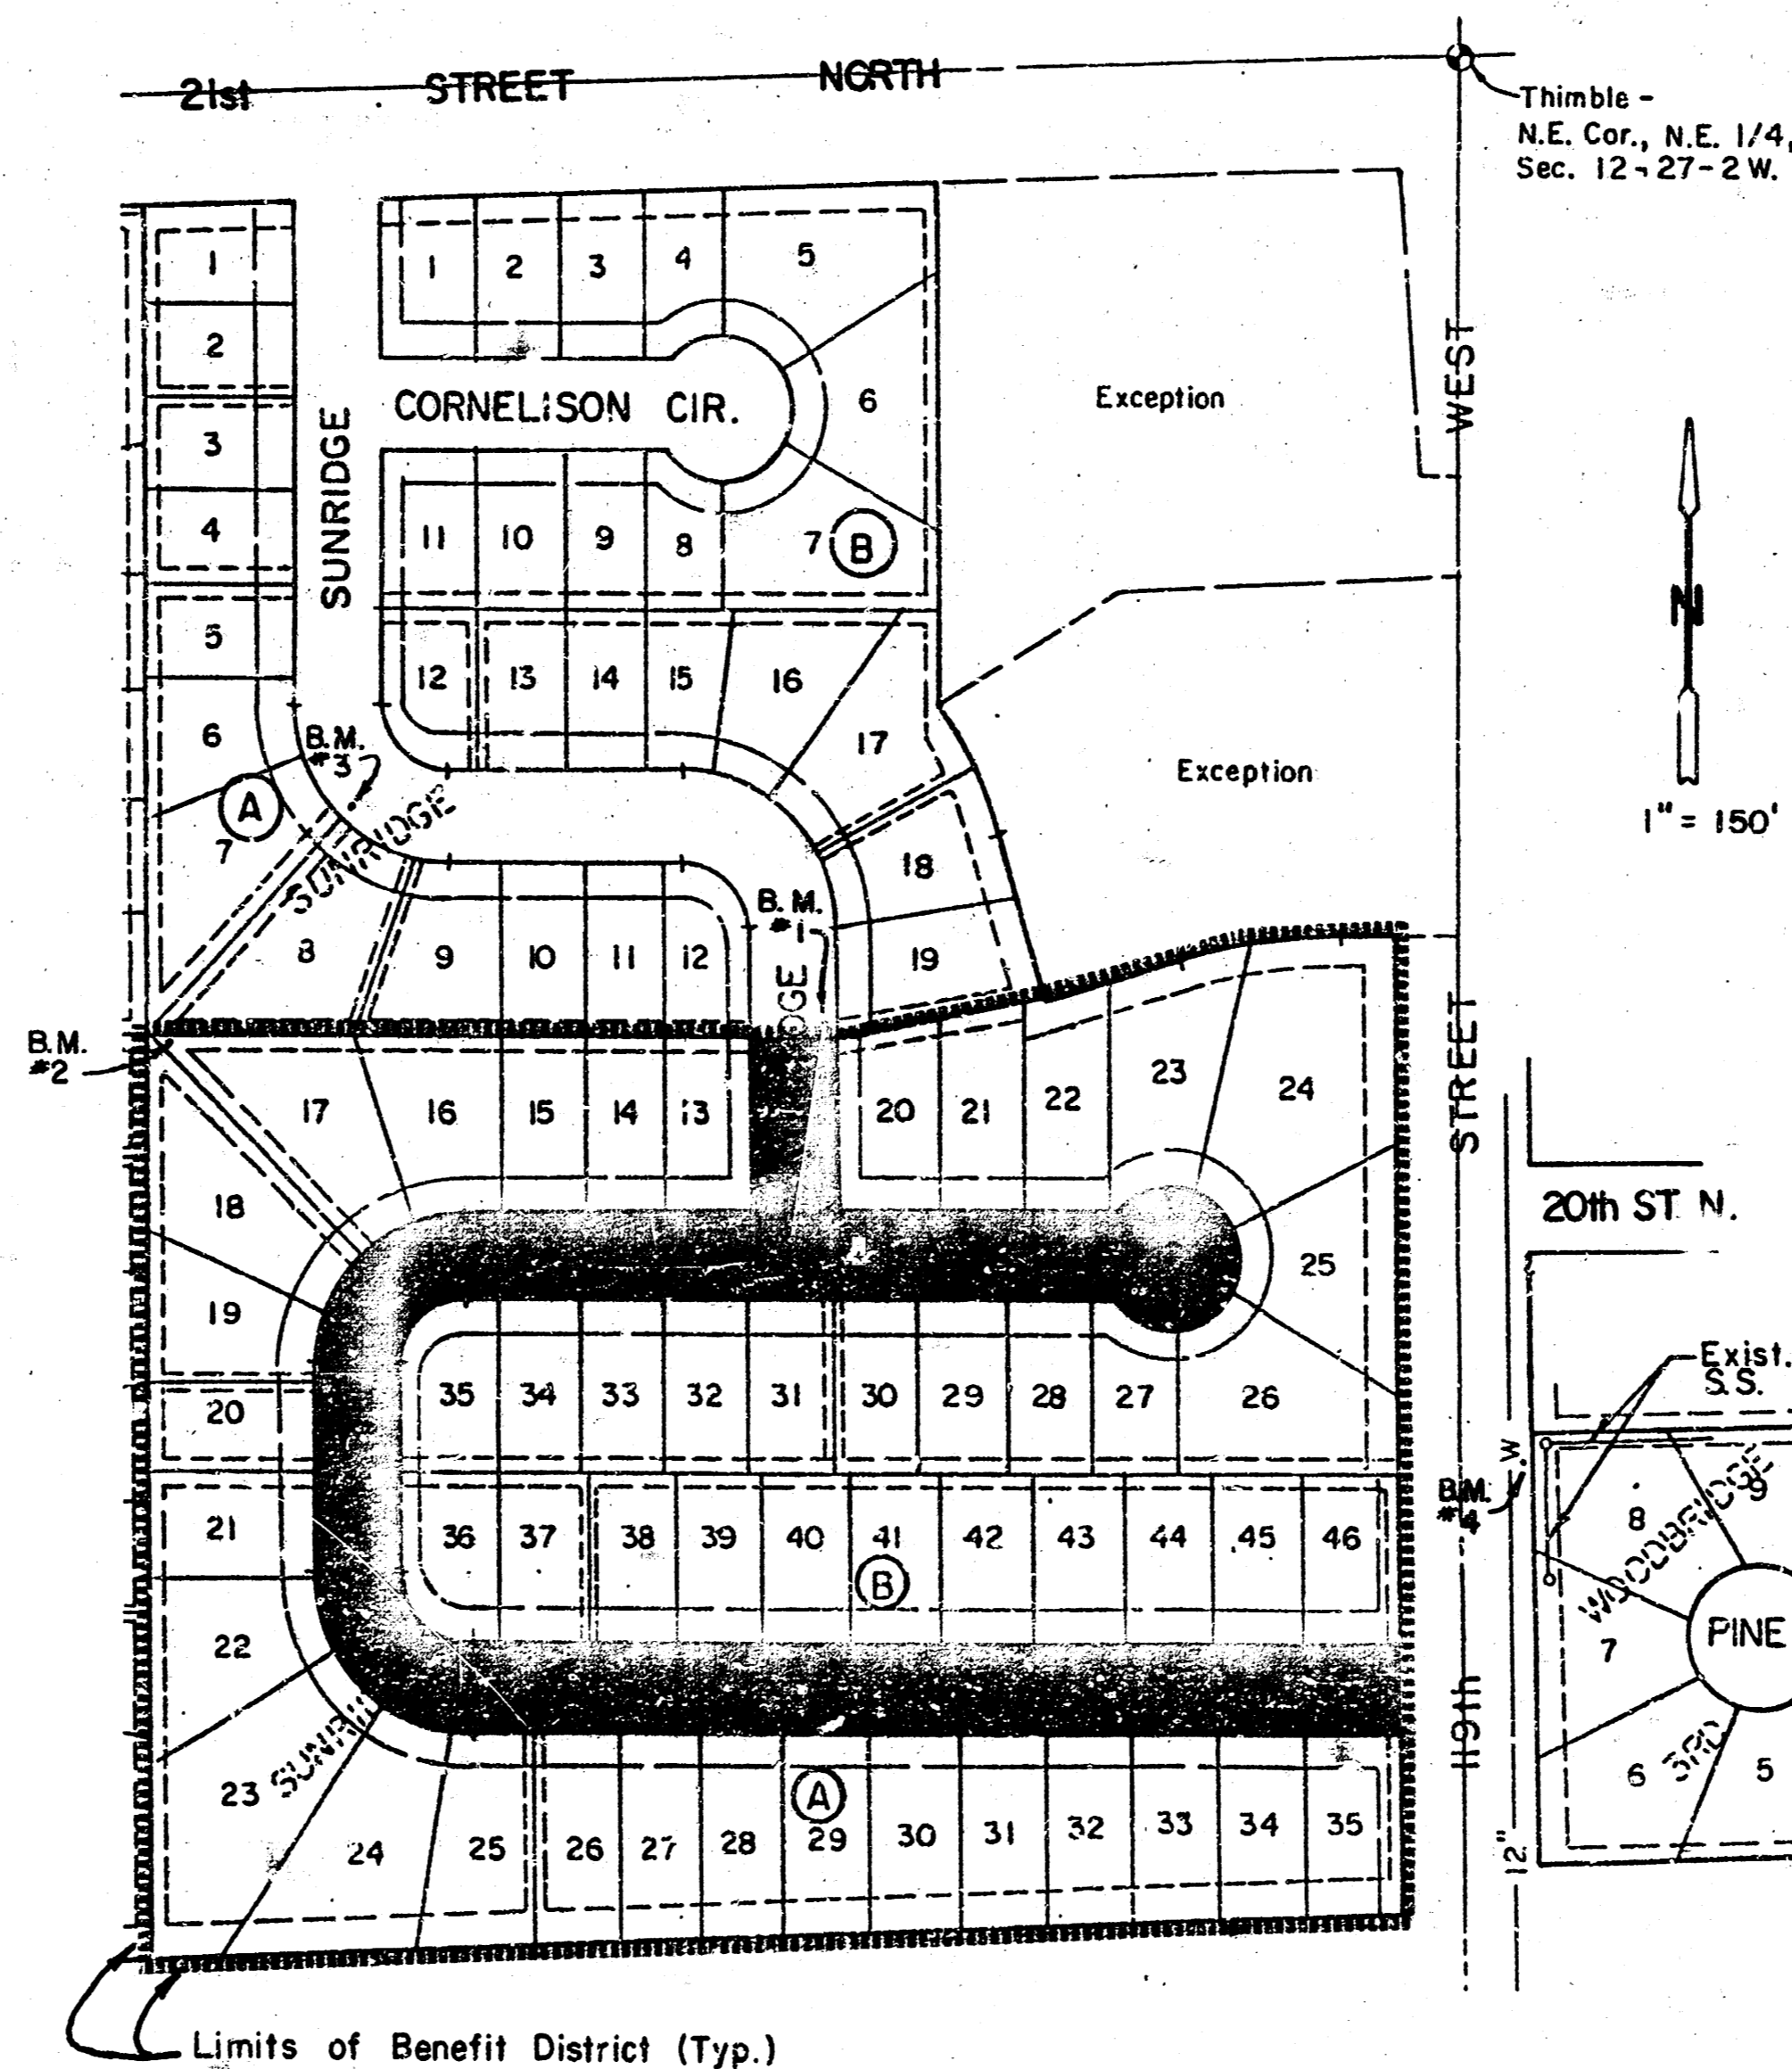 21st STREET NORTH
Thimble -
N.E. Cor., N.E. 1/4,
Sec. 12-27-2W.
1 1 2 3 4 5
2
3
4
5
6
CORNELISON CIR.
SUNRIDGE
6
11 10 9 8 7 B
12 13 14 15 16
17
Exception
Exception
WEST
N
1" = 150'
B.M.
#3
6
A
7
SUNRIDGE
18
B.M.
#1
8 9 10 11 12
19
B.M.
#2
17 16 15 14 13
20 21 22 23 24
STREET
20th ST. N.
18
19
25
20
35 34 33 32 31 30 29 28 27 26
Exist.
S.S.
21
36 37 38 39 40 41 42 43 44 45 46
B
B.M.
#4
W
8 9
WOODBRIDGE
7
PINE
22
23
24 25 26 27 28 29 30 31 32 33 34 35
A
119th
12"
6 3RD 5
Limits of Benefit District (Typ.)